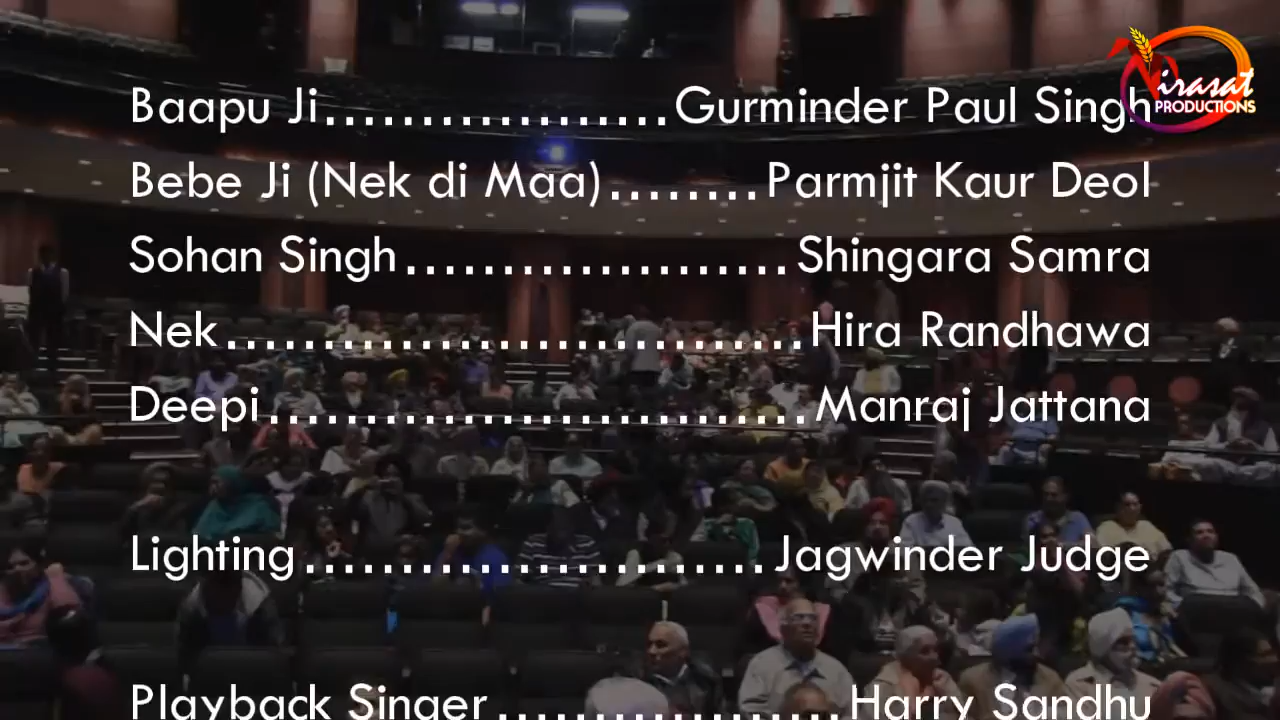 Baapu Ji..................Gurminder Paul Singh
Bebe Ji (Nek di Maa)........Parmjit Kaur Deol
Sohan Singh....................Shingara Samra
Nek..............................Hira Randhawa
Deepi............................Manraj Jattana
Lighting........................Jagwinder Judge
Playback Singer..................Harry Sandhu
Virasat
PRODUCTIONS